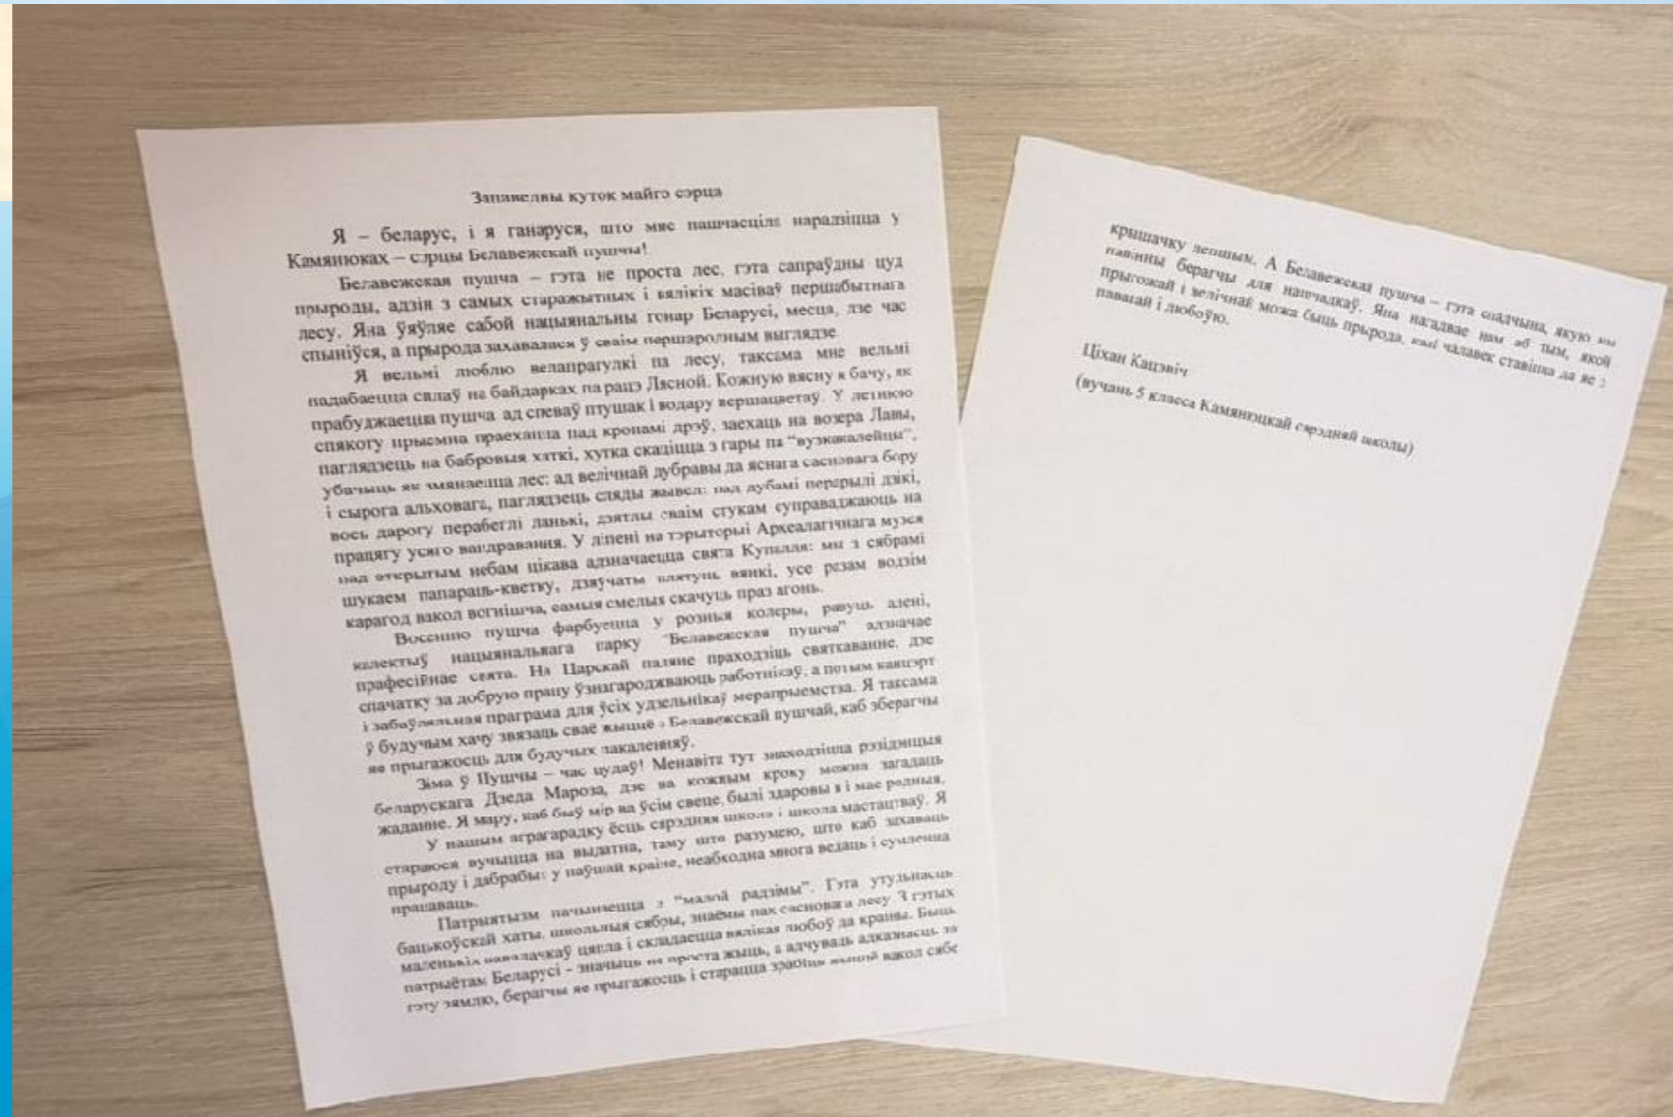 Запаведны куток майго сэрца
Я – беларус, і я ганаруся, што мне пашчасціла нарадзіцца у
Камянюках – сэрцы Белавежскай пушчы!
Белавежская пушча – гэта не проста лес, гэта сапраўдны цуд
прыроды, адзін з самых старажытных і вялікіх масіваў першабытнага
лесу. Яна ўяўляе сабой нацыянальны гонар Беларусі, месца, дзе час
спыніўся, а прырода захавалася ў сваім першародным выглядзе.
Я вельмі люблю велапрагулкі па лесу, таксама мне вельмі
падабаецца сплаў на байдарках па рацэ Лясной. Кожную вясну я бачу, як
прабуджаецца пушча ад спеваў птушак і водару вершацветаў. У летнюю
спякоту прыемна праехацца пад кронамі дрэў, заехаць на возера Лавы,
паглядзець на бабровыя хаткі, хутка скаціцца з гары па “вузкакалейцы”,
убачыць як змянаецца лес: ад велічнай дубравы да яснага сасновага бору
і сырога альховага, паглядзець сляды жывёл: пад дубамі перарылі дзікі,
вось дарогу перабеглі ланькі, дзятлы сваім стукам суправаджаюць на
працягу усяго вандравання. У ліпені на тэрыторыі Археалагічнага музея
пад открытым небам цікава адзначаецца свята Купалля: мы з сябрамі
шукаем папараць-кветку, дзяўчаты плятуць вянкі, усе разам водзім
карагод вакол вогнішча, самыя смелыя скачуць праз агонь.
Восенню пушча фарбуецца у розныя колеры, равуць алені,
калектыў нацыянальнага парку “Белавежская пушча” адзначае
прафесійнае свята. На Царскай паляне праходзіць святкаванне, дзе
спачатку за добрую працу ўзнагароджваюць работнікаў, а потым канцэрт
і забаўляльная праграма для ўсіх удзельнікаў мерапрыемства. Я таксама
ў будучым хачу звязаць сваё жыццё з Белавежскай пушчай, каб зберагчы
яе прыгажосць для будучых пакаленняў.
Зіма ў Пушчы – час цудаў! Менавіта тут знаходзіцца рэзідэнцыя
беларускага Дзеда Мароза, дзе на кожным кроку можна загадаць
жаданне. Я мару, каб быў мір ва ўсім свеце, былі здаровы я і мае родныя.
У нашым аграгарадку ёсць сярэдняя школа і школа мастацтваў. Я
стараюся вучыцца на выдатна, таму што разумею, што каб захаваць
прыроду і дабрабыт у нашай краіне, неабходна многа ведаць і сумленна
працаваць.
Патрыятызм пачынаецца з “малой радзімы”. Гэта утульнасць
бацькоўскай хаты, школьныя сябры, знаёмы пах сасновага лесу. З гэтых
маленькіх цягла і складаецца вялікая любоў да краіны. Быць
патрыётам Беларусі - значыць не проста жыць, а адчуваць адказнасць за
гэту зямлю, берагчы яе прыгажосць і старацца зрабіць жыццё вакол сябе
крышачку лепшым. А Белавежская пушча – гэта спадчына, якую мы
павінны берагчы для нашчадкаў. Яна нагадвае нам аб тым, якой
прыгожай і велічнай можа быць прырода, калі чалавек ставіцца да яе з
павагай і любоўю.
Ціхан Кацэвіч
(вучань 5 класса Камянюцкай сярэдняй школы)